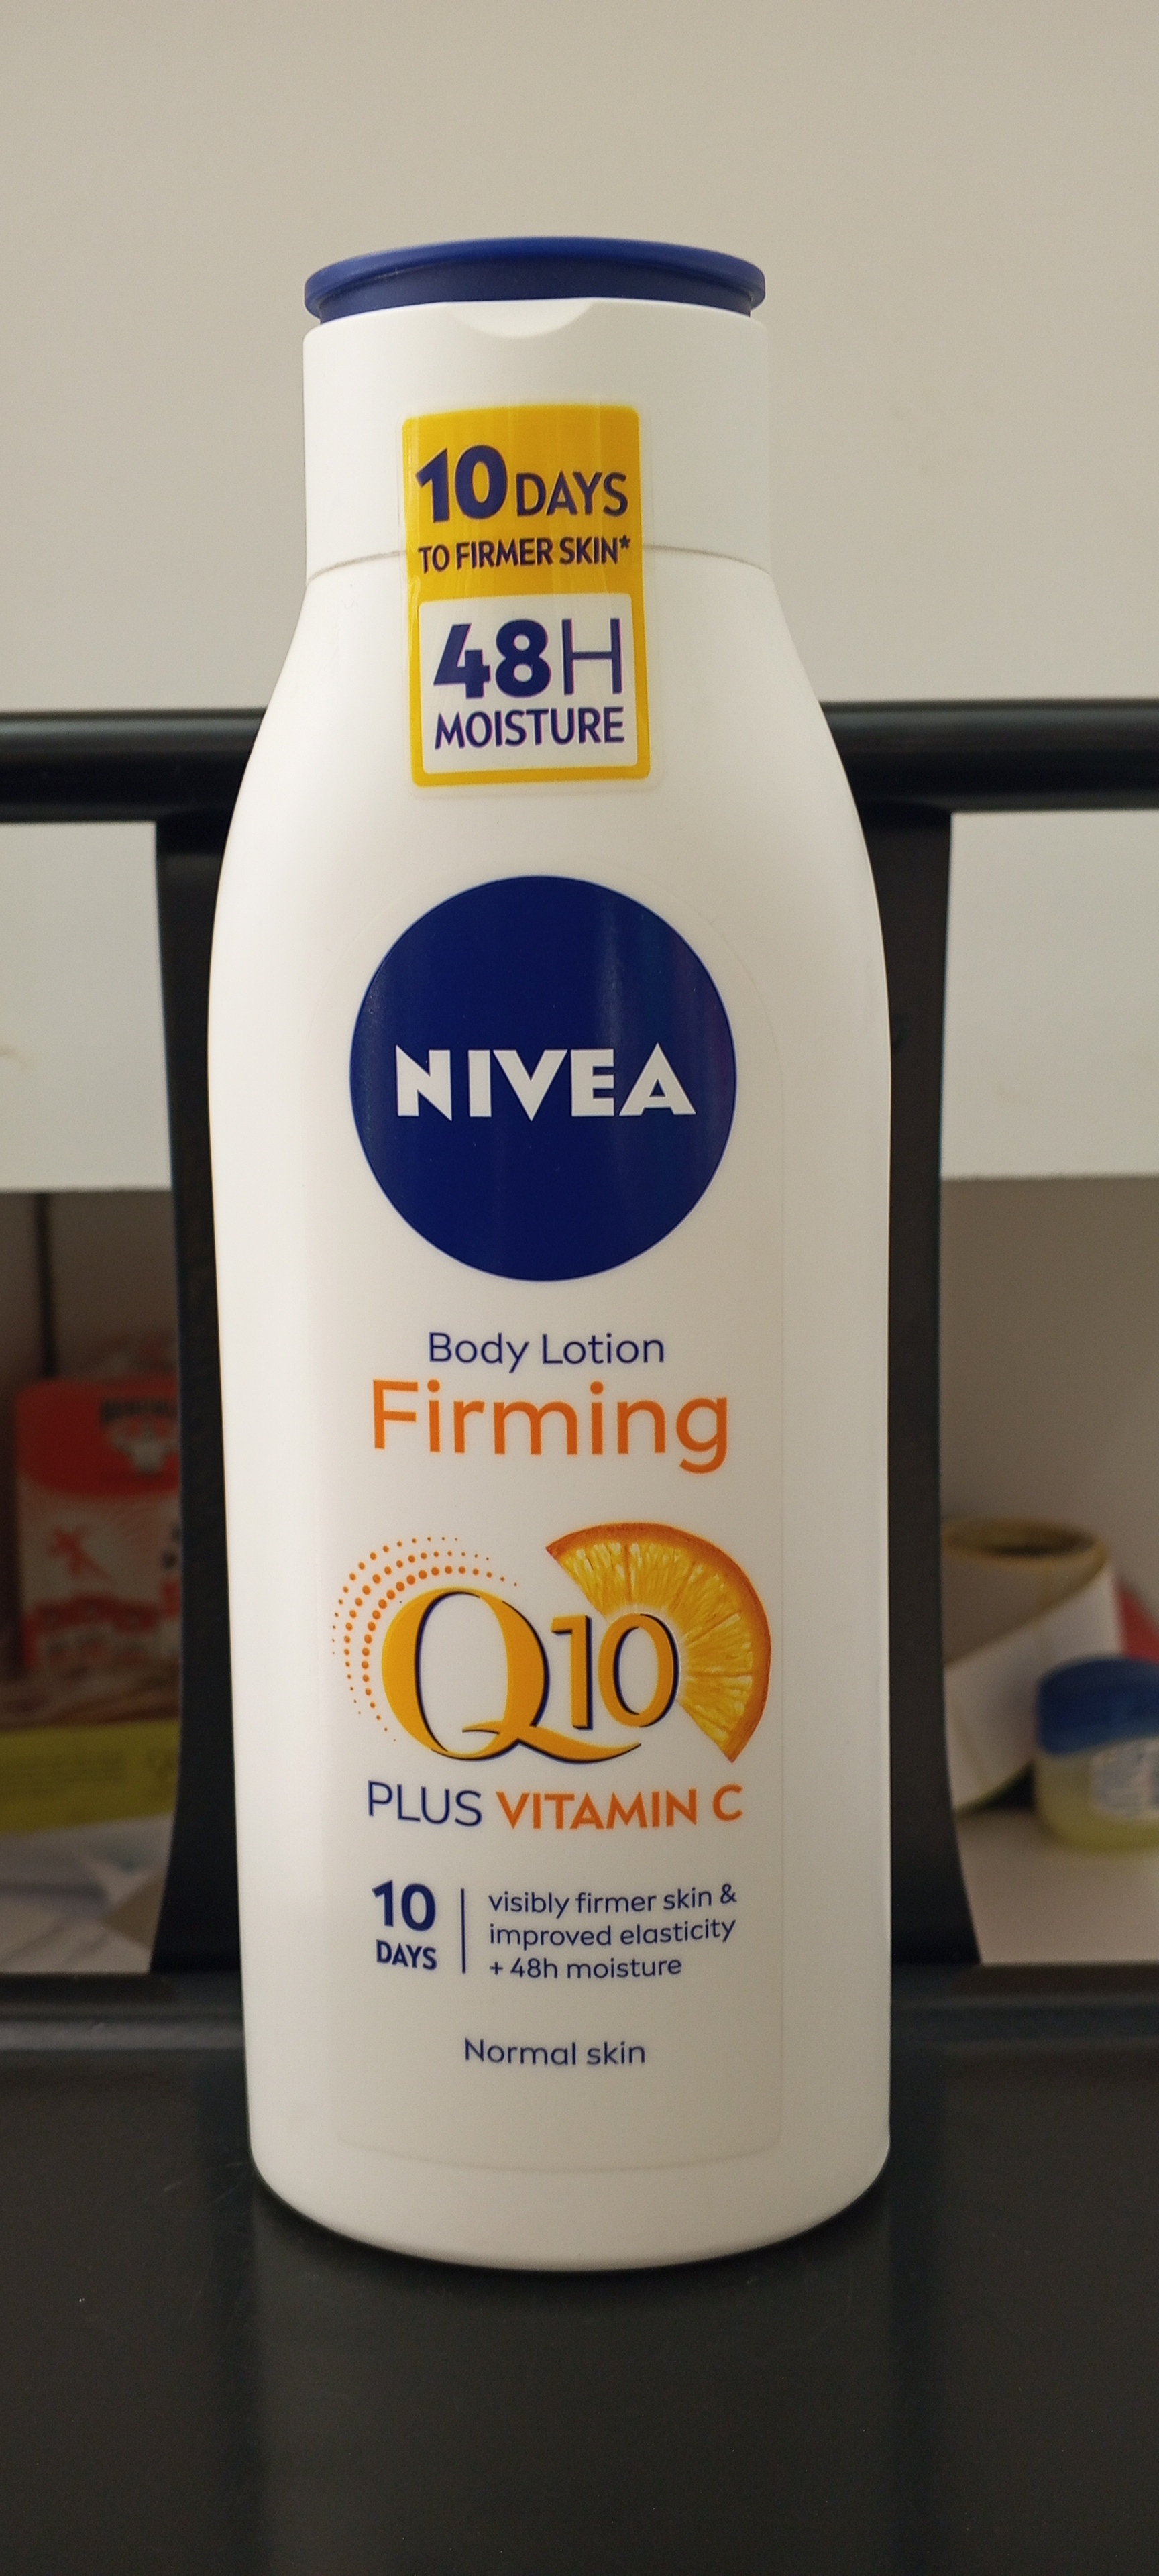 10 DAYS
TO FIRMER SKIN*
48H
MOISTURE
NIVEA
Body Lotion
Firming
Q10
PLUS VITAMIN C
10
DAYS
visibly firmer skin &
improved elasticity
+ 48h moisture
Normal skin